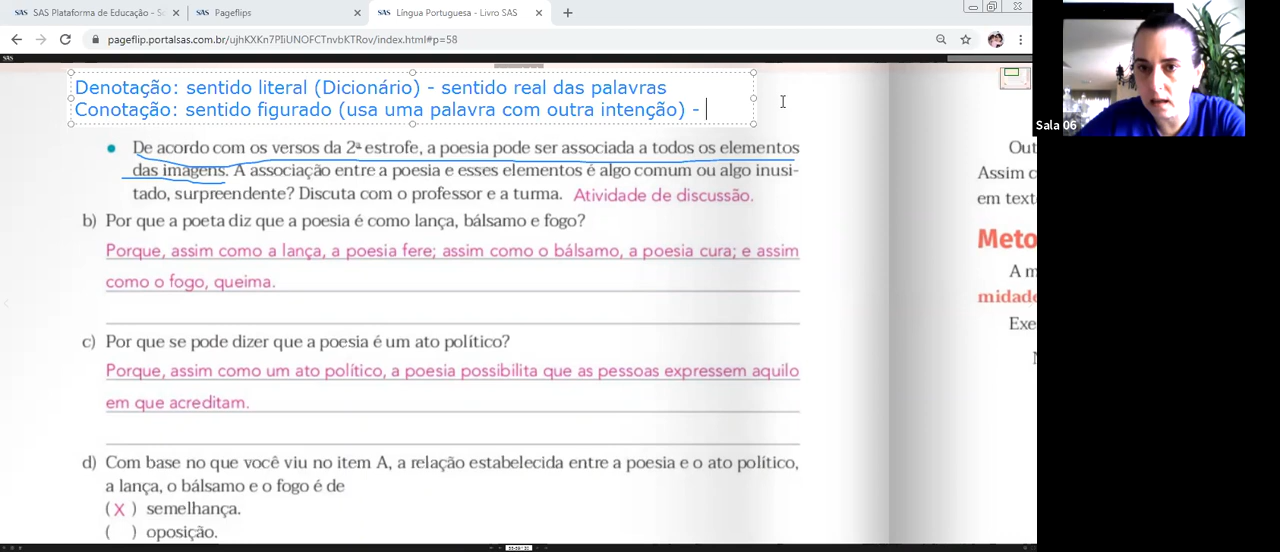 SAS SAS Plataforma de Educação - So
SAS Pageflips
SAS Língua Portuguesa - Livro SAS
pageflip.portalsas.com.br/ujhKXKn7PIiUNOFCTnvbKTRov/index.html#p=58
SAS
Denotação: sentido literal (Dicionário) - sentido real das palavras
Conotação: sentido figurado (usa uma palavra com outra intenção) -
De acordo com os versos da 2ª estrofe, a poesia pode ser associada a todos os elementos
das imagens. A associação entre a poesia e esses elementos é algo comum ou algo inusi-
tado, surpreendente? Discuta com o professor e a turma. Atividade de discussão.
b) Por que a poeta diz que a poesia é como lança, bálsamo e fogo?
Porque, assim como a lança, a poesia fere; assim como o bálsamo, a poesia cura; e assim
como o fogo, queima.
c) Por que se pode dizer que a poesia é um ato político?
Porque, assim como um ato político, a poesia possibilita que as pessoas expressem aquilo
em que acreditam.
d) Com base no que você viu no item A, a relação estabelecida entre a poesia e o ato político,
a lança, o bálsamo e o fogo é de
(X) semelhança.
( ) oposição.
Out
Assim c
em text
Meto
A m
midade
Exe
Sala 06